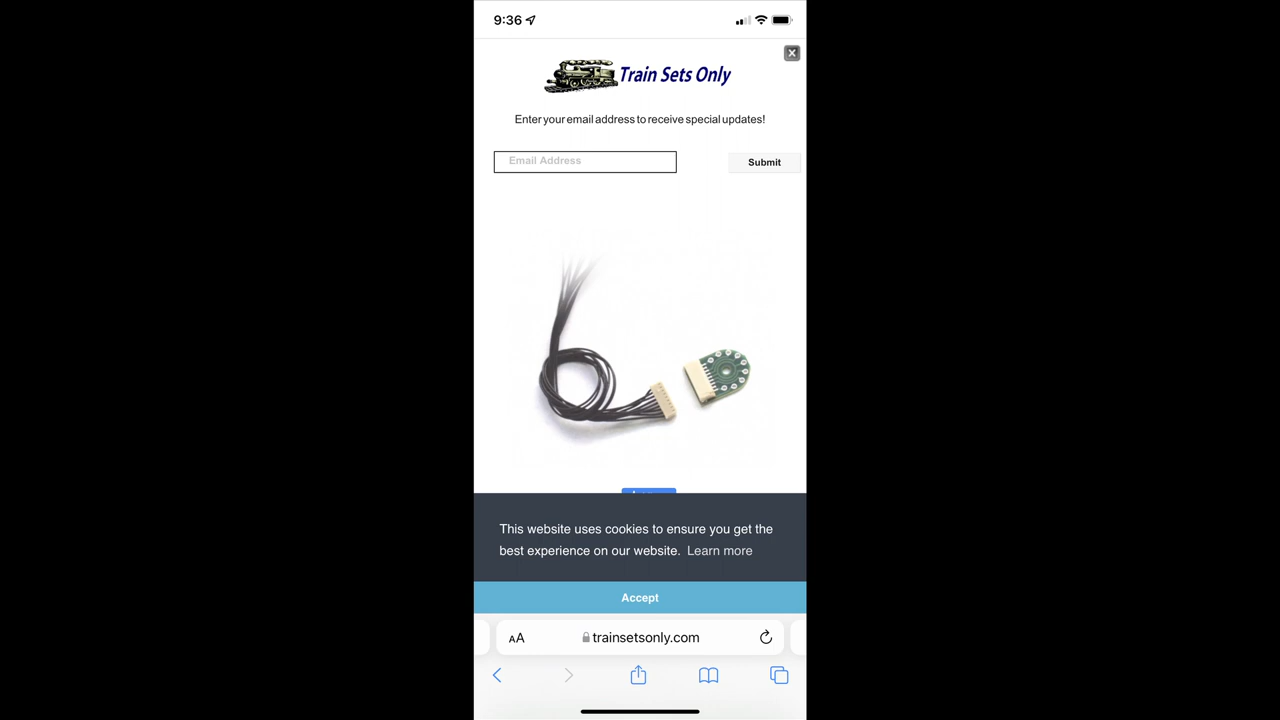 9:36
Train Sets Only
Enter your email address to receive special updates!
Email Address
Submit
This website uses cookies to ensure you get the
best experience on our website. Learn more
Accept
AA
trainsetsonly.com